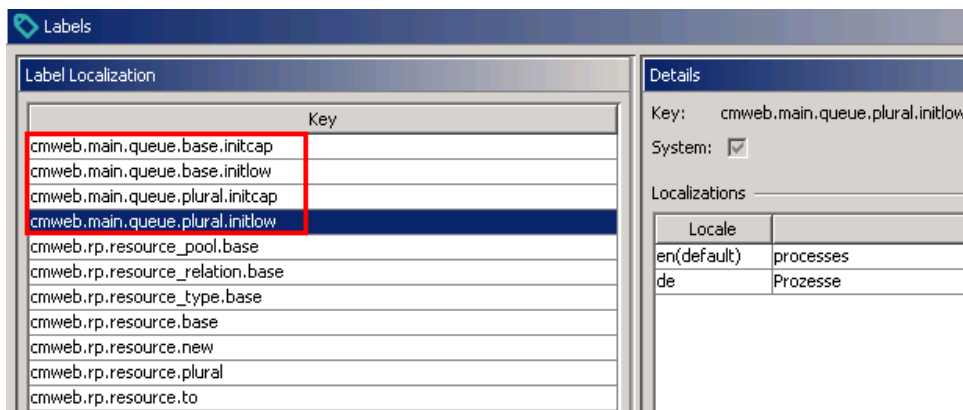 Labels
Label Localization
Key
cmweb.main.queue.base.initcap
cmweb.main.queue.base.initlow
cmweb.main.queue.plural.initcap
cmweb.main.queue.plural.initlow
cmweb.rp.resource_pool.base
cmweb.rp.resource_relation.base
cmweb.rp.resource_type.base
cmweb.rp.resource.base
cmweb.rp.resource.new
cmweb.rp.resource.plural
cmweb.rp.resource.to
Details
Key: cmweb.main.queue.plural.initlow
System:
Localizations
Locale
en(default) processes
de Prozesse